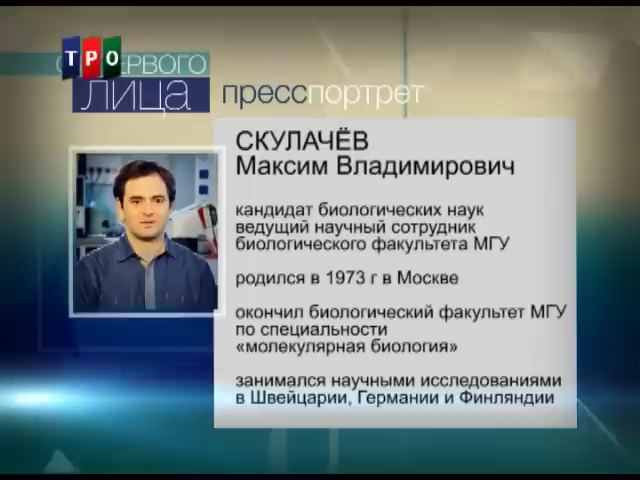 ТРО
ПЕРВОГО
ЛИЦА
пресспортрет
СКУЛАЧЁВ
Максим Владимирович
кандидат биологических наук
ведущий научный сотрудник
биологического факультета МГУ
родился в 1973 г в Москве
окончил биологический факультет МГУ
по специальности
«молекулярная биология»
занимался научными исследованиями
в Швейцарии, Германии и Финляндии